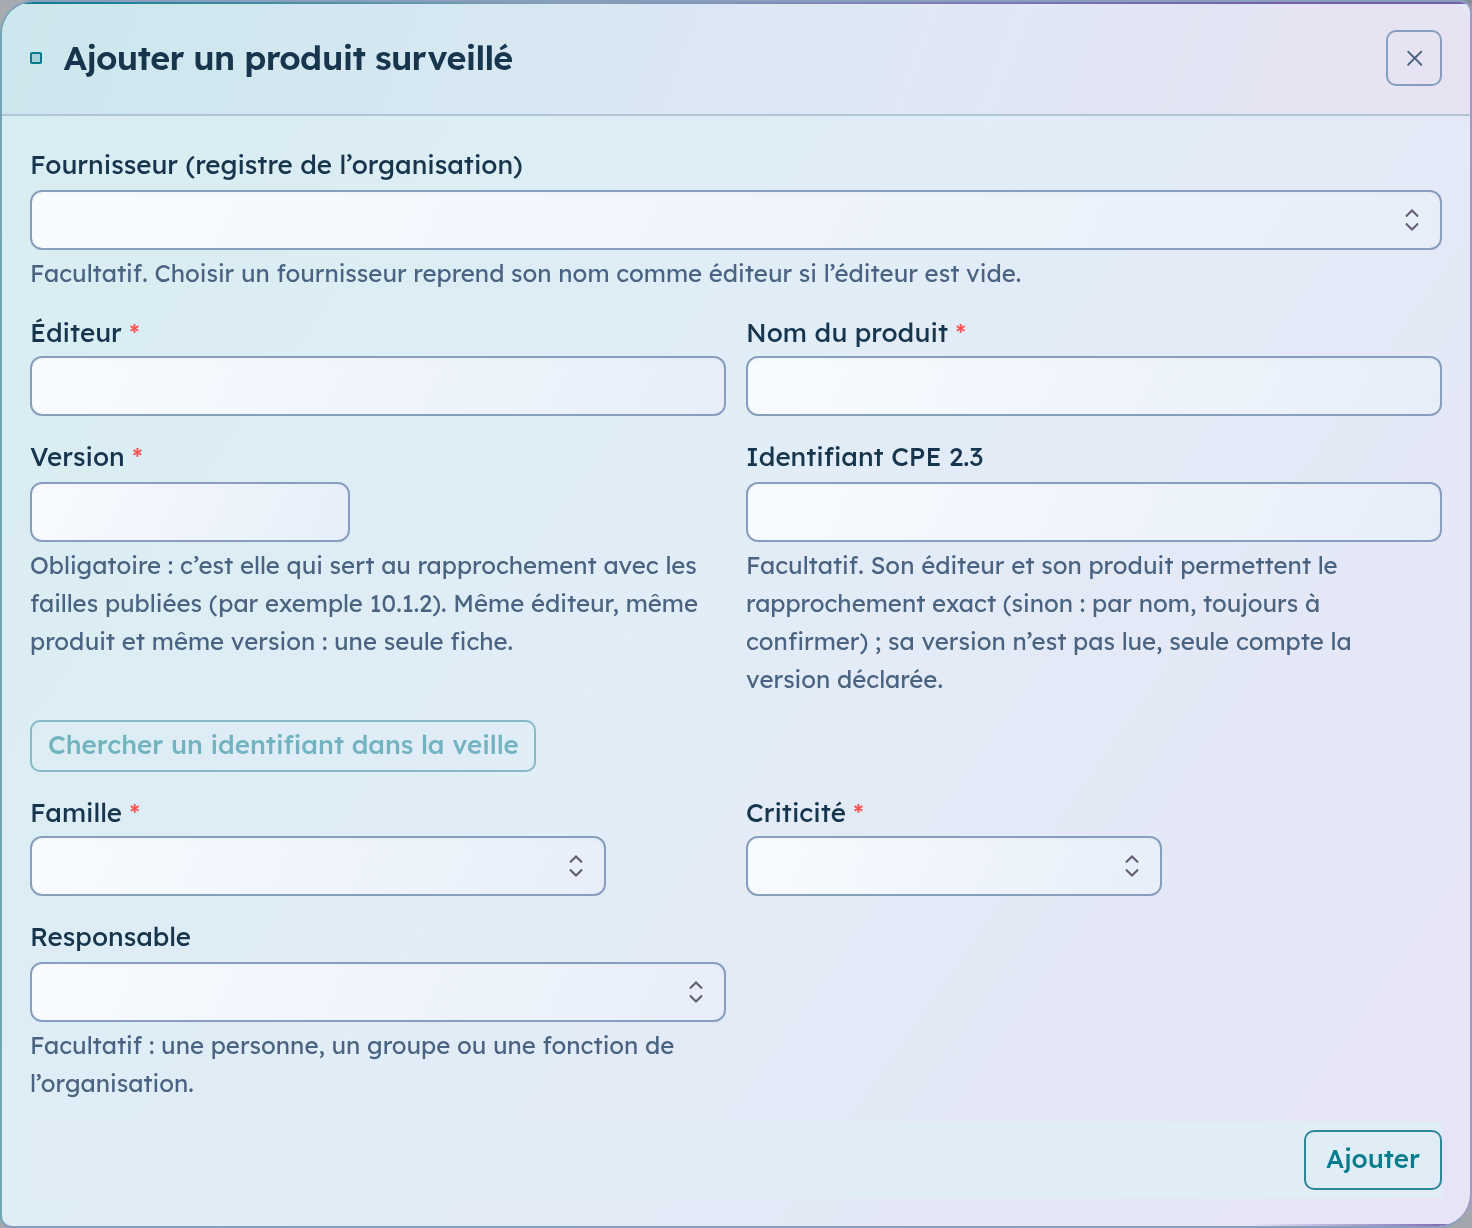 Ajouter un produit surveillé
Fournisseur (registre de l’organisation)
Facultatif. Choisir un fournisseur reprend son nom comme éditeur si l’éditeur est vide.
Éditeur *
Nom du produit *
Version *
Identifiant CPE 2.3
Obligatoire : c’est elle qui sert au rapprochement avec les
failles publiées (par exemple 10.1.2). Même éditeur, même
produit et même version : une seule fiche.
Facultatif. Son éditeur et son produit permettent le
rapprochement exact (sinon : par nom, toujours à
confirmer) ; sa version n’est pas lue, seule compte la
version déclarée.
Chercher un identifiant dans la veille
Famille *
Criticité *
Responsable
Facultatif : une personne, un groupe ou une fonction de
l’organisation.
Ajouter